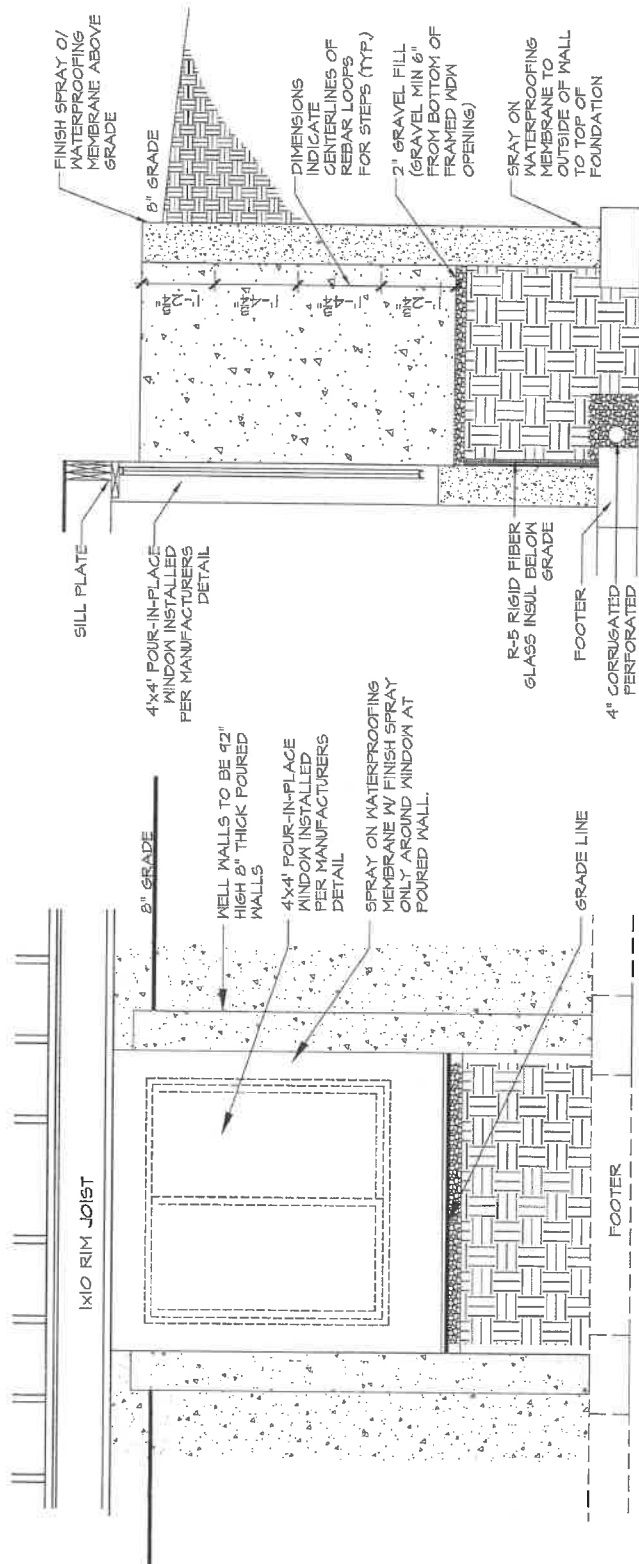 FINISH SPRAY O/
WATERPROOFING
MEMBRANE ABOVE
GRADE
8" GRADE
DIMENSIONS
INDICATE
CENTERLINES OF
REBAR LOOPS
FOR STEPS (TYP.)
2" GRAVEL FILL
(GRAVEL MIN 6"
FROM BOTTOM OF
FRAMED WDW
OPENING)
SRAY ON
WATERPROOFING
MEMBRANE TO
OUTSIDE OF WALL
TO TOP OF
FOUNDATION
SILL PLATE
4'x4' POUR-IN-PLACE
WINDOW INSTALLED
PER MANUFACTURERS
DETAIL
R-5 RIGID FIBER
GLASS INSUL BELOW
GRADE
FOOTER
4" CORRUGATED
PERFORATED
1x10 RIM JOIST
8" GRADE
WELL WALLS TO BE 92"
HIGH 8" THICK POURED
WALLS
4'x4' POUR-IN-PLACE
WINDOW INSTALLED
PER MANUFACTURERS
DETAIL
SPRAY ON WATERPROOFING
MEMBRANE W/ FINISH SPRAY
ONLY AROUND WINDOW AT
POURED WALL.
GRADE LINE
FOOTER